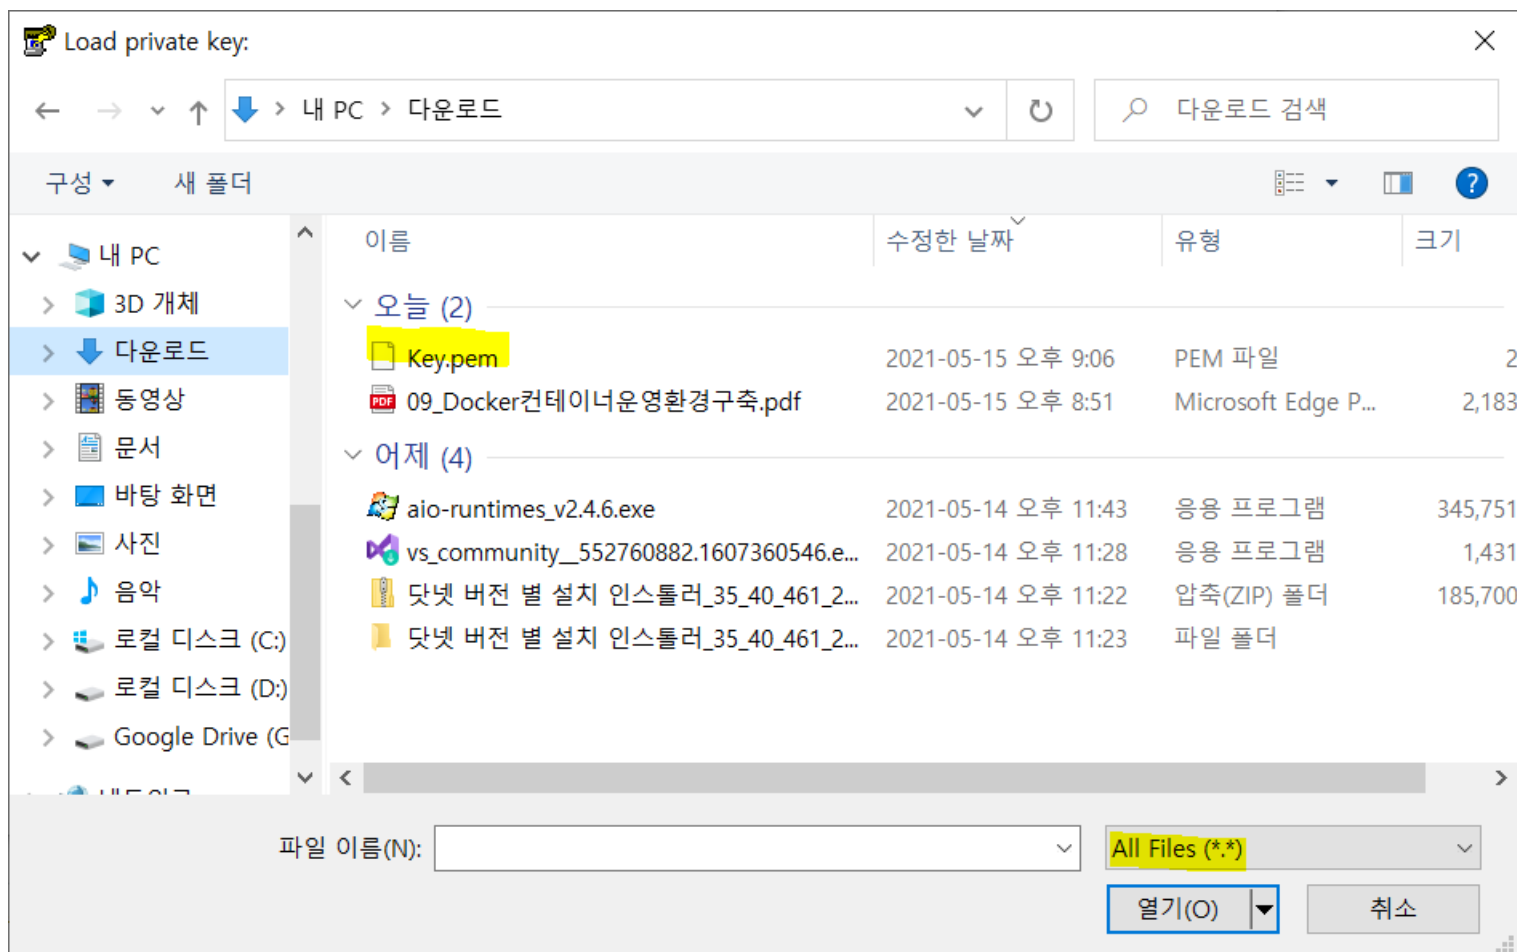 Load private key:
내 PC > 다운로드
다운로드 검색
구성
새 폴더
이름
수정한 날짜
유형
크기
내 PC
3D 개체
다운로드
동영상
문서
바탕 화면
사진
음악
로컬 디스크 (C:)
로컬 디스크 (D:)
Google Drive (G
오늘 (2)
Key.pem 2021-05-15 오후 9:06 PEM 파일 2
09_Docker컨테이너운영환경구축.pdf 2021-05-15 오후 8:51 Microsoft Edge P... 2,183
어제 (4)
aio-runtimes_v2.4.6.exe 2021-05-14 오후 11:43 응용 프로그램 345,751
vs_community__552760882.1607360546.e... 2021-05-14 오후 11:28 응용 프로그램 1,431
닷넷 버전 별 설치 인스톨러_35_40_461_2... 2021-05-14 오후 11:22 압축(ZIP) 폴더 185,700
닷넷 버전 별 설치 인스톨러_35_40_461_2... 2021-05-14 오후 11:23 파일 폴더
파일 이름(N):
All Files (*.*)
열기(O)
취소